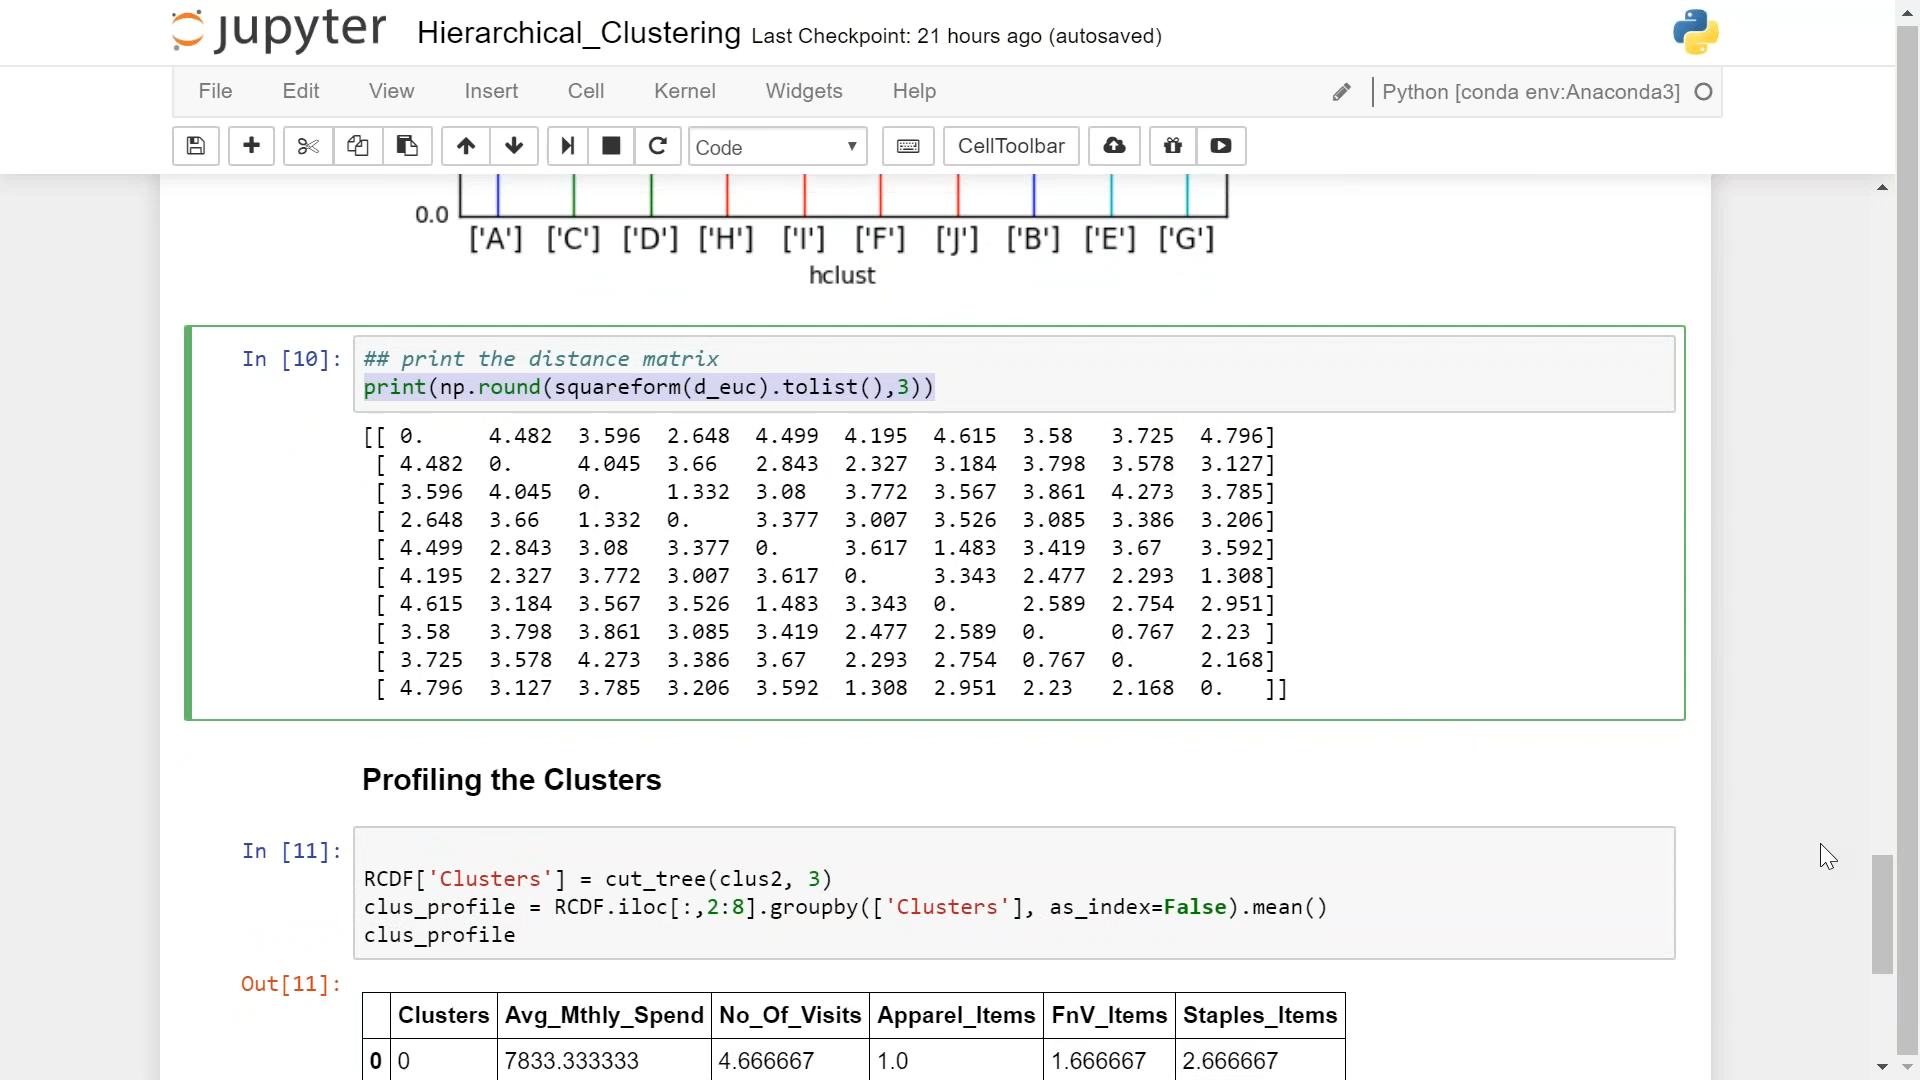 jupyter Hierarchical_Clustering Last Checkpoint: 21 hours ago (autosaved)
File Edit View Insert Cell Kernel Widgets Help Python [conda env:Anaconda3]
Code CellToolbar
0.0
['A'] ['C'] ['D'] ['H'] ['I'] ['F'] ['J'] ['B'] ['E'] ['G']
hclust
In [10]: ## print the distance matrix
print(np.round(squareform(d_euc).tolist(),3))
[[ 0. 4.482 3.596 2.648 4.499 4.195 4.615 3.58 3.725 4.796]
[ 4.482 0. 4.045 3.66 2.843 2.327 3.184 3.798 3.578 3.127]
[ 3.596 4.045 0. 1.332 3.08 3.772 3.567 3.861 4.273 3.785]
[ 2.648 3.66 1.332 0. 3.377 3.007 3.526 3.085 3.386 3.206]
[ 4.499 2.843 3.08 3.377 0. 3.617 1.483 3.419 3.67 3.592]
[ 4.195 2.327 3.772 3.007 3.617 0. 3.343 2.477 2.293 1.308]
[ 4.615 3.184 3.567 3.526 1.483 3.343 0. 2.589 2.754 2.951]
[ 3.58 3.798 3.861 3.085 3.419 2.477 2.589 0. 0.767 2.23 ]
[ 3.725 3.578 4.273 3.386 3.67 2.293 2.754 0.767 0. 2.168]
[ 4.796 3.127 3.785 3.206 3.592 1.308 2.951 2.23 2.168 0. ]]
Profiling the Clusters
In [11]:
RCDF['Clusters'] = cut_tree(clus2, 3)
clus_profile = RCDF.iloc[:,2:8].groupby(['Clusters'], as_index=False).mean()
clus_profile
Out[11]:
Clusters Avg_Mthly_Spend No_Of_Visits Apparel_Items FnV_Items Staples_Items
0 0 7833.333333 4.666667 1.0 1.666667 2.666667